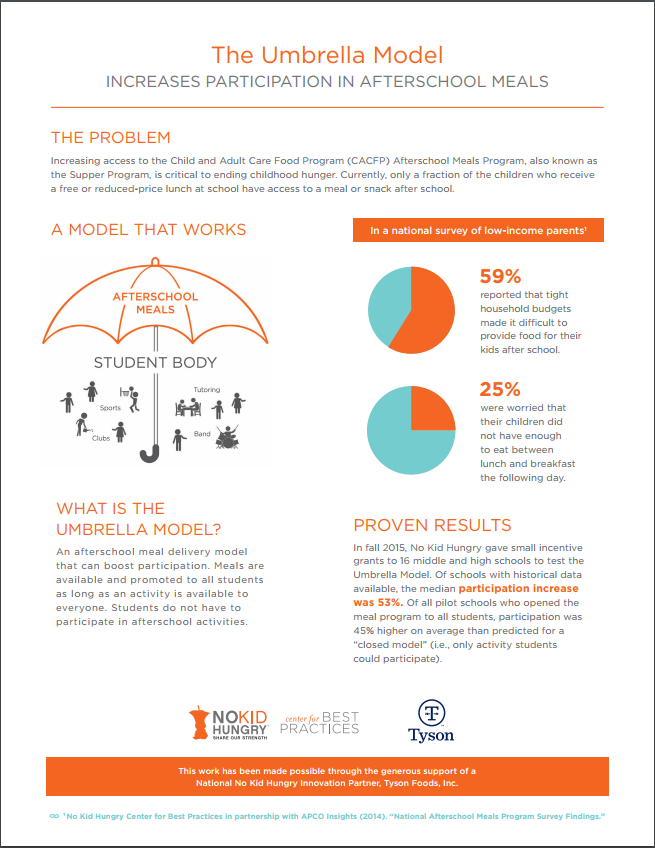 The Umbrella Model
INCREASES PARTICIPATION IN AFTERSCHOOL MEALS
THE PROBLEM
Increasing access to the Child and Adult Care Food Program (CACFP) Afterschool Meals Program, also known as
the Supper Program, is critical to ending childhood hunger. Currently, only a fraction of the children who receive
a free or reduced-price lunch at school have access to a meal or snack after school.
A MODEL THAT WORKS
AFTERSCHOOL
MEALS
STUDENT BODY
Sports
Tutoring
Clubs
Band
In a national survey of low-income parents¹
59%
reported that tight
household budgets
made it difficult to
provide food for their
kids after school.
25%
were worried that
their children did
not have enough
to eat between
lunch and breakfast
the following day.
WHAT IS THE
UMBRELLA MODEL?
An afterschool meal delivery model
that can boost participation. Meals are
available and promoted to all students
as long as an activity is available to
everyone. Students do not have to
participate in afterschool activities.
PROVEN RESULTS
In fall 2015, No Kid Hungry gave small incentive
grants to 16 middle and high schools to test the
Umbrella Model. Of schools with historical data
available, the median participation increase
was 53%. Of all pilot schools who opened the
meal program to all students, participation was
45% higher on average than predicted for a
“closed model” (i.e., only activity students
could participate).
NOKID
HUNGRY
SHARE OUR STRENGTH
center for BEST
PRACTICES
T
Tyson
This work has been made possible through the generous support of a
National No Kid Hungry Innovation Partner, Tyson Foods, Inc.
¹No Kid Hungry Center for Best Practices in partnership with APCO Insights (2014). “National Afterschool Meals Program Survey Findings.”